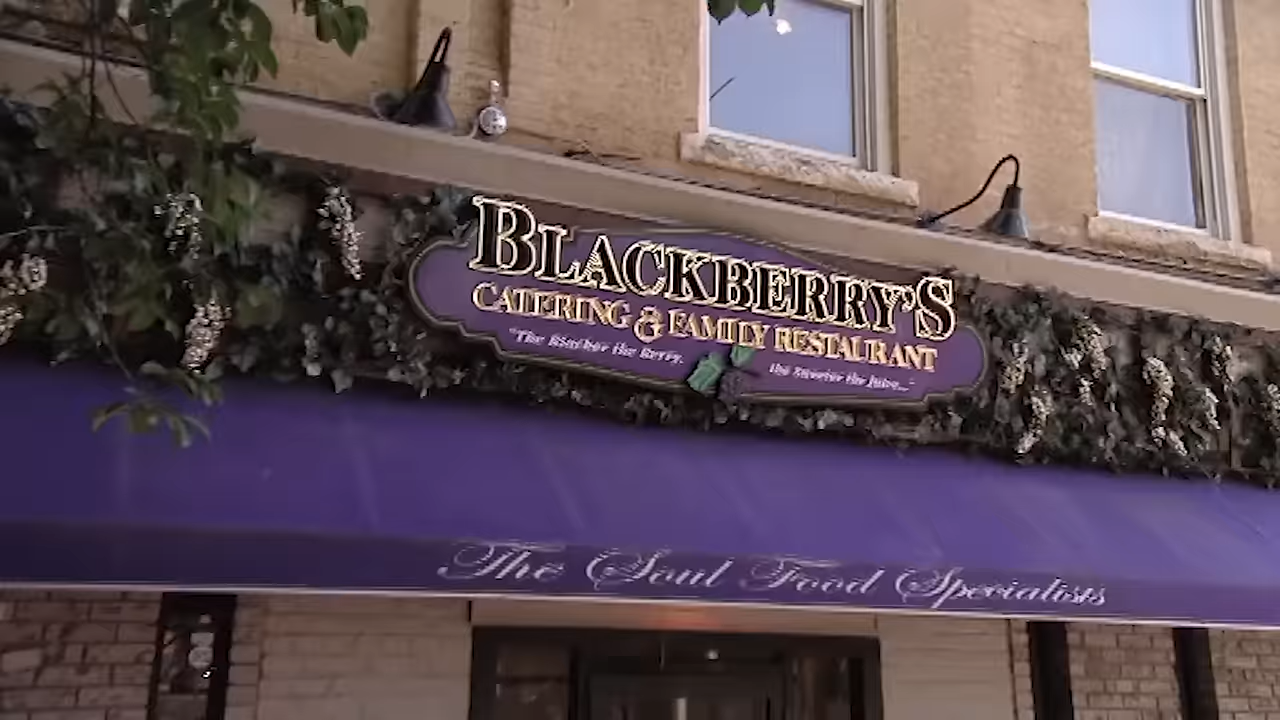 BLACKBERRY'S
CATERING & FAMILY RESTAURANT
"The Blacker the Berry,
the Sweeter the Juice..."
The Soul Food Specialists